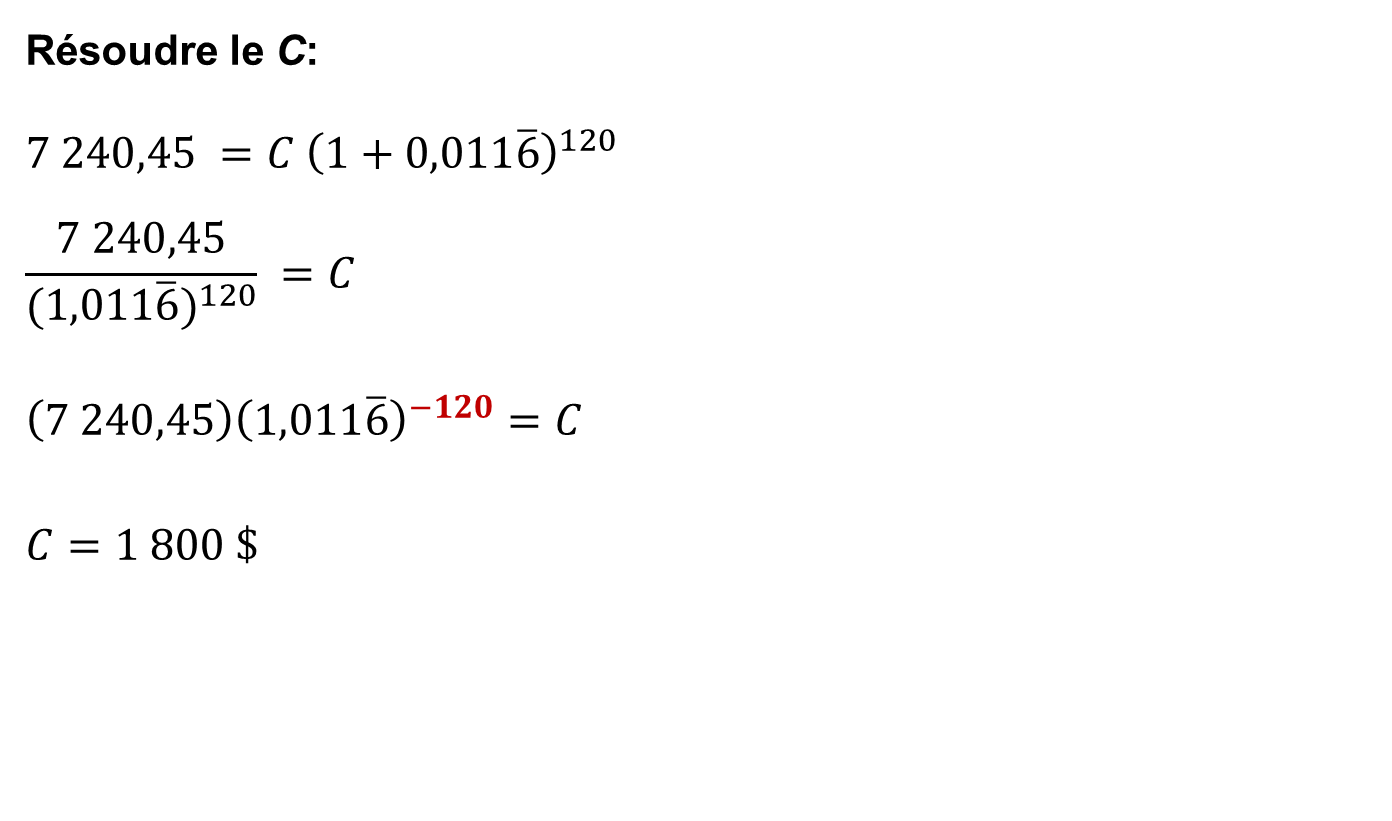 Résoudre le C:
7 240,45 = C (1 + 0,0116̅)¹²⁰
7 240,45
(1,0116̅)¹²⁰
= C
(7 240,45)(1,0116̅)⁻¹²⁰ = C
C = 1 800 $